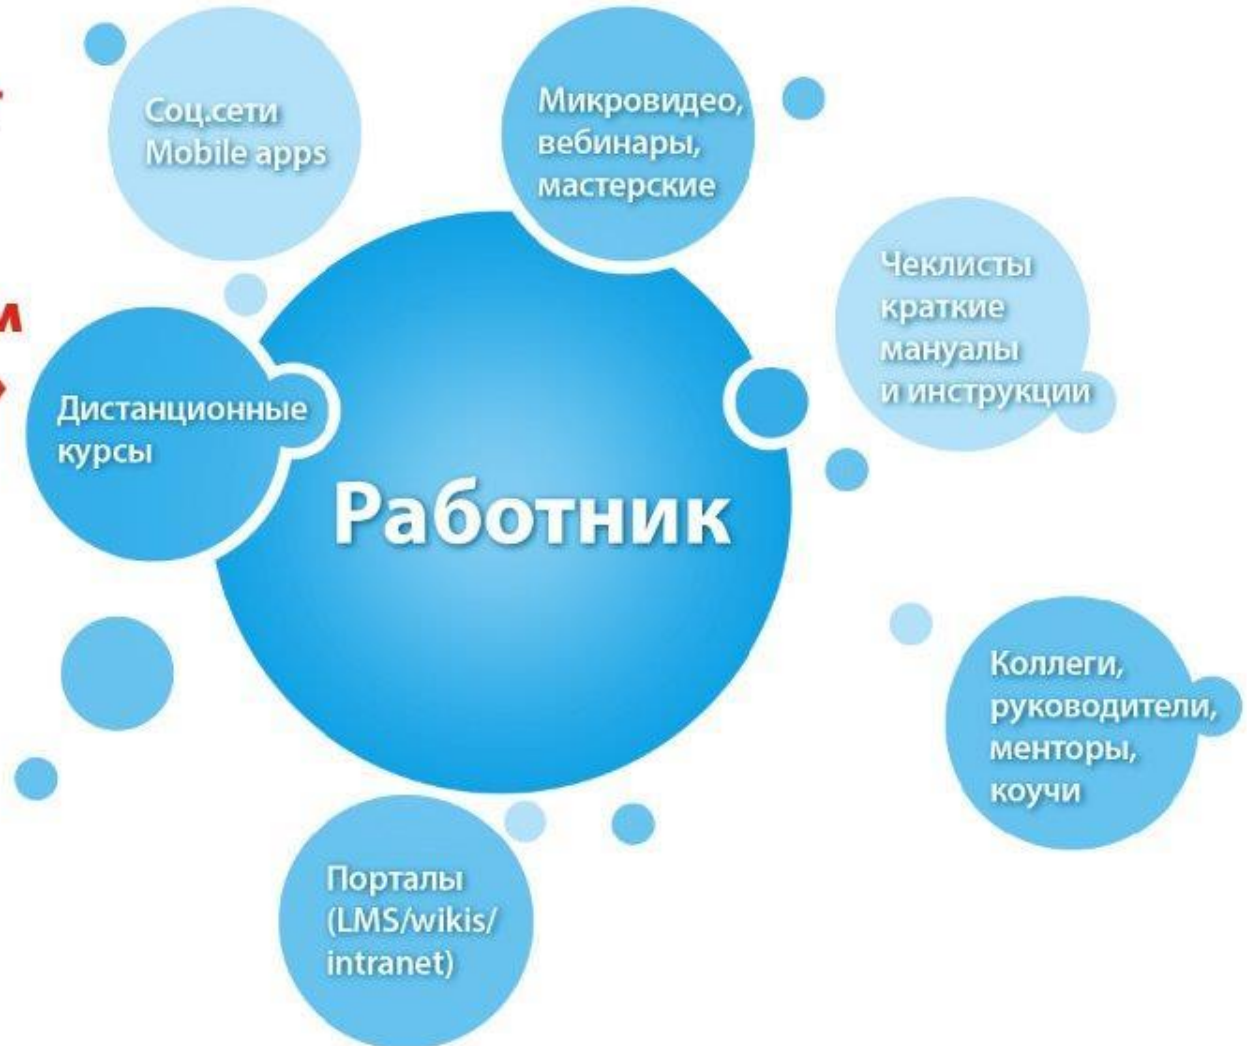 Соц.сети
Mobile apps
Микровидео,
вебинары,
мастерские
Чеклисты
краткие
мануалы
и инструкции
Дистанционные
курсы
Работник
Коллеги,
руководители,
менторы,
коучи
Порталы
(LMS/wikis/
intranet)